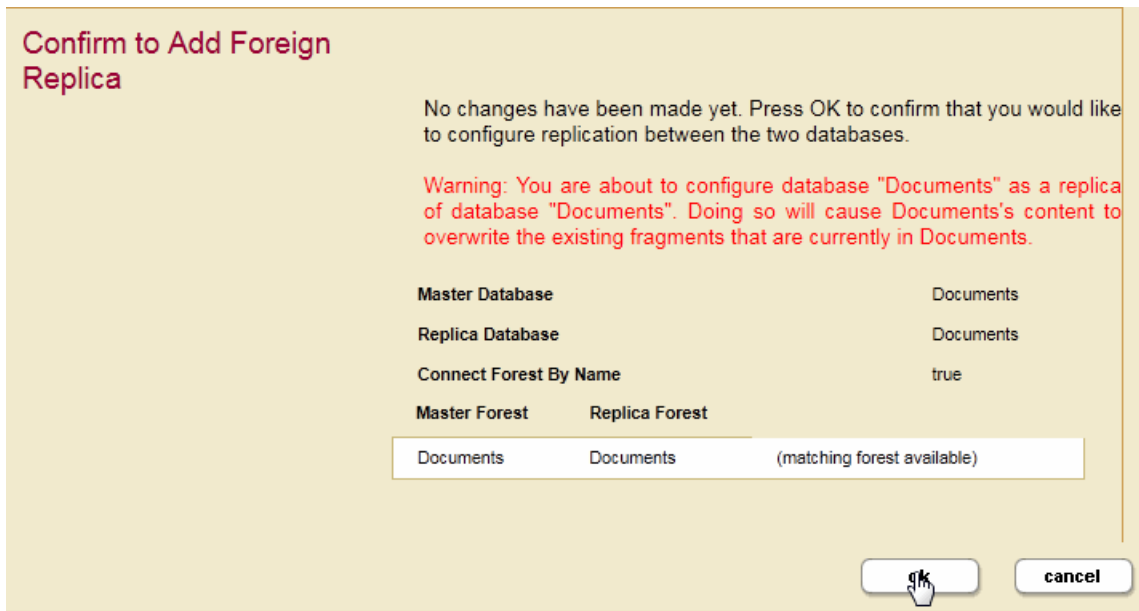 Confirm to Add Foreign
Replica
No changes have been made yet. Press OK to confirm that you would like
to configure replication between the two databases.
Warning: You are about to configure database "Documents" as a replica
of database "Documents". Doing so will cause Documents's content to
overwrite the existing fragments that are currently in Documents.
Master Database Documents
Replica Database Documents
Connect Forest By Name true
Master Forest Replica Forest
Documents Documents (matching forest available)
ok cancel